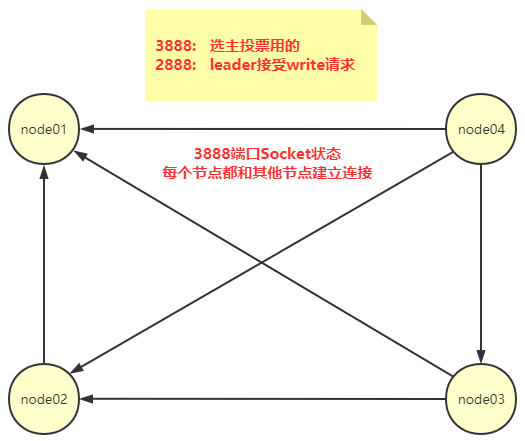 3888: 选主投票用的
2888: leader接受write请求
node01
node04
3888端口Socket状态
每个节点都和其他节点建立连接
node02
node03